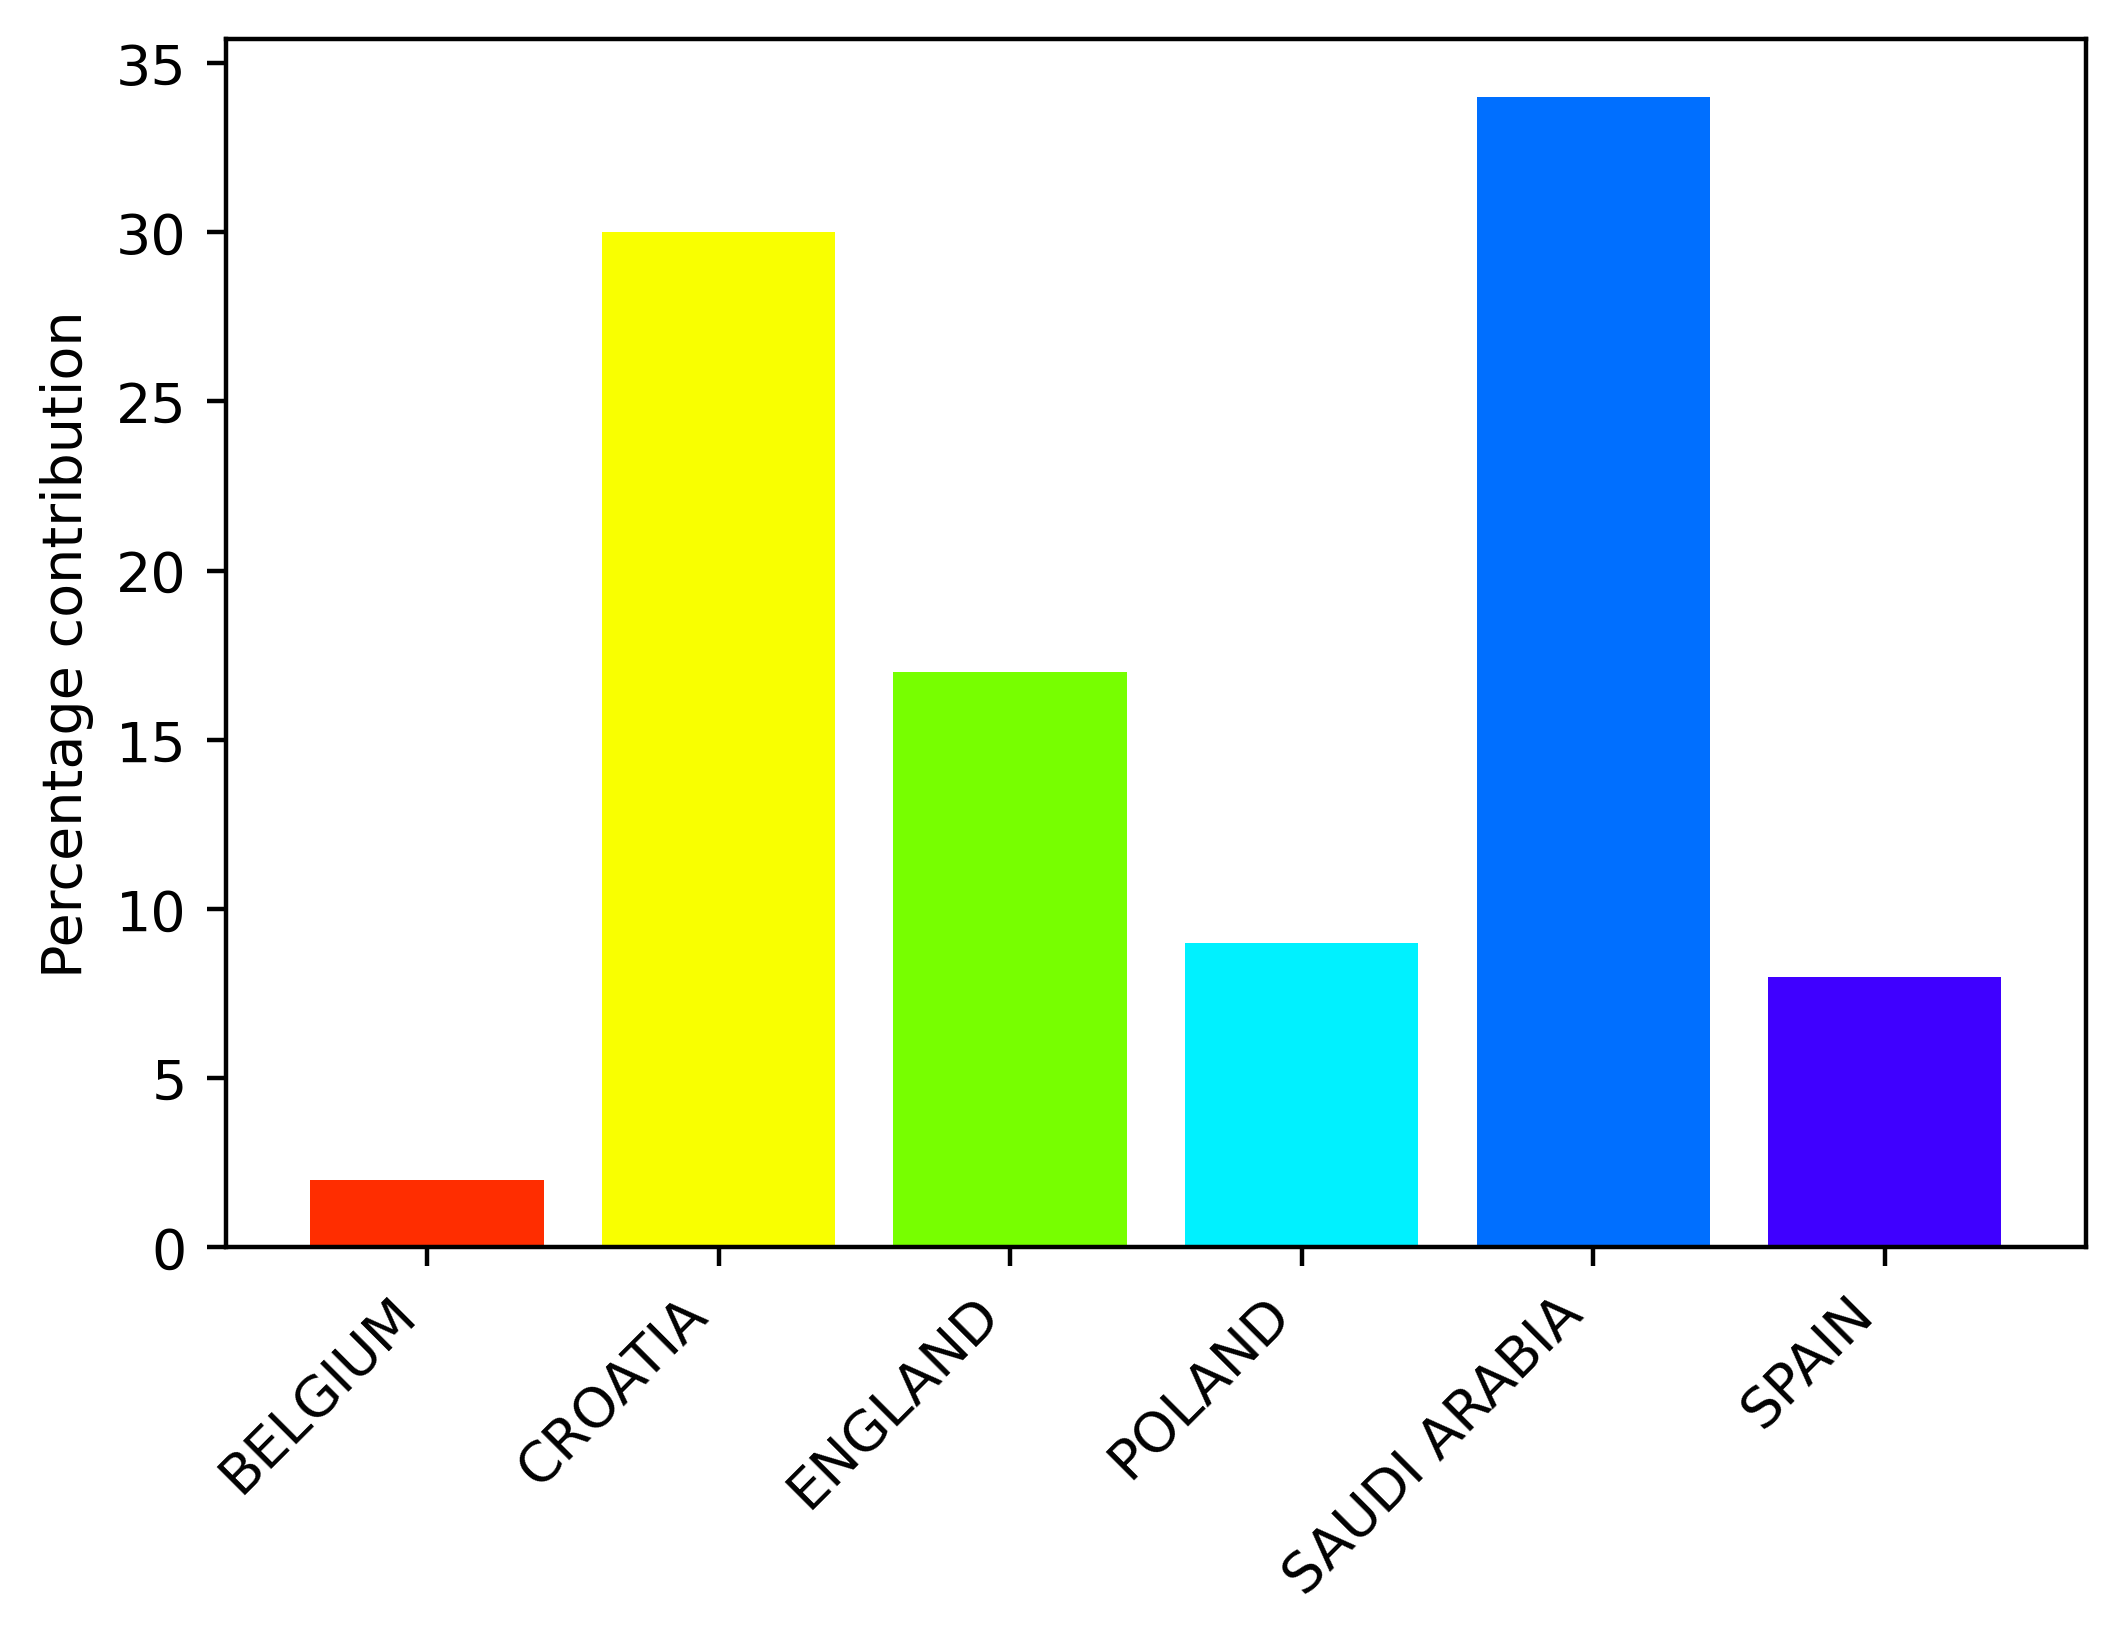 Percentage contribution
35
30
25
20
15
10
5
0
BELGIUM
CROATIA
ENGLAND
POLAND
SAUDI ARABIA
SPAIN